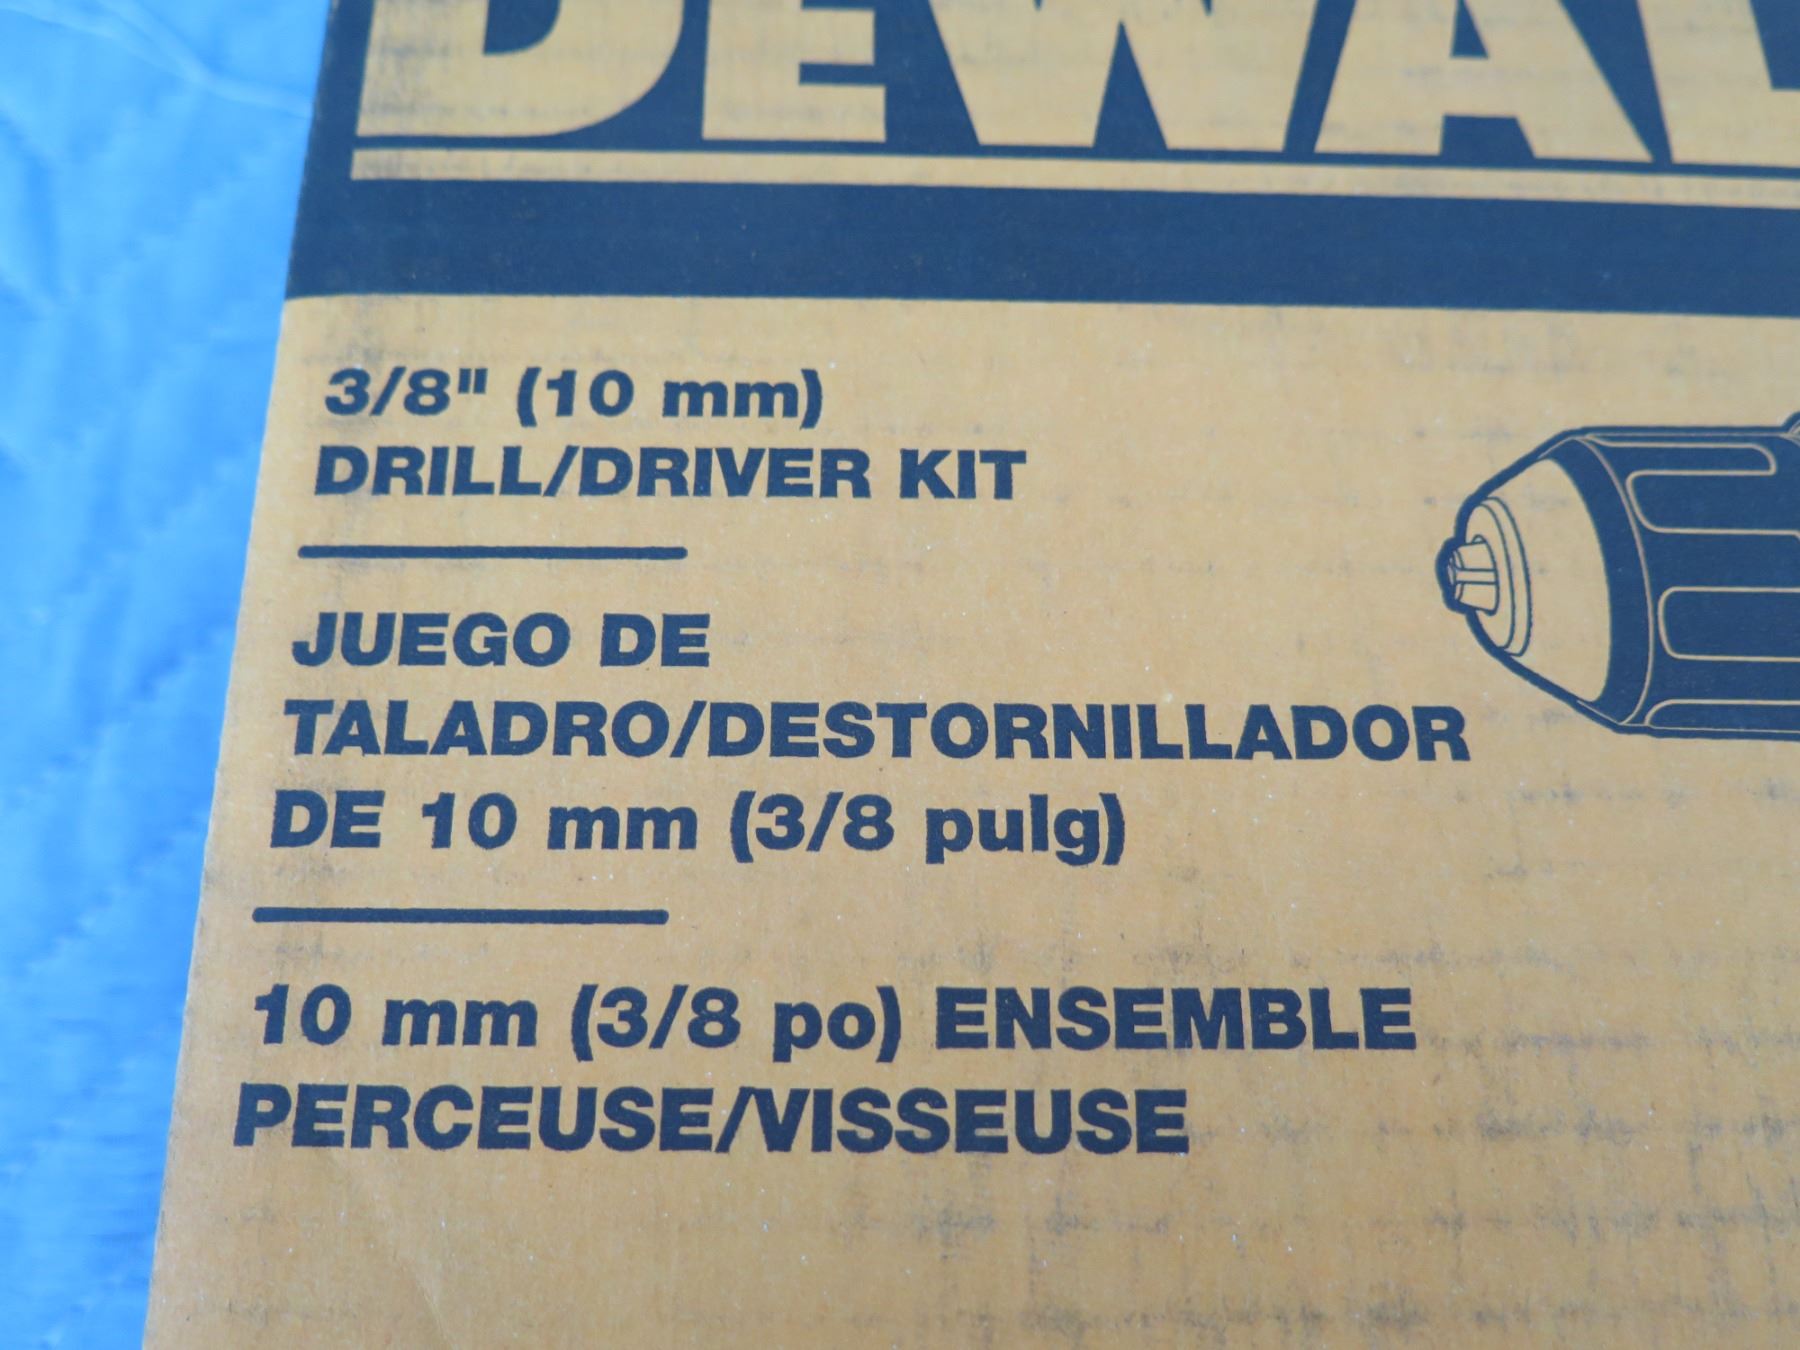 DEWAL
3/8" (10 mm)
DRILL/DRIVER KIT
JUEGO DE
TALADRO/DESTORNILLADOR
DE 10 mm (3/8 pulg)
10 mm (3/8 po) ENSEMBLE
PERCEUSE/VISSEUSE